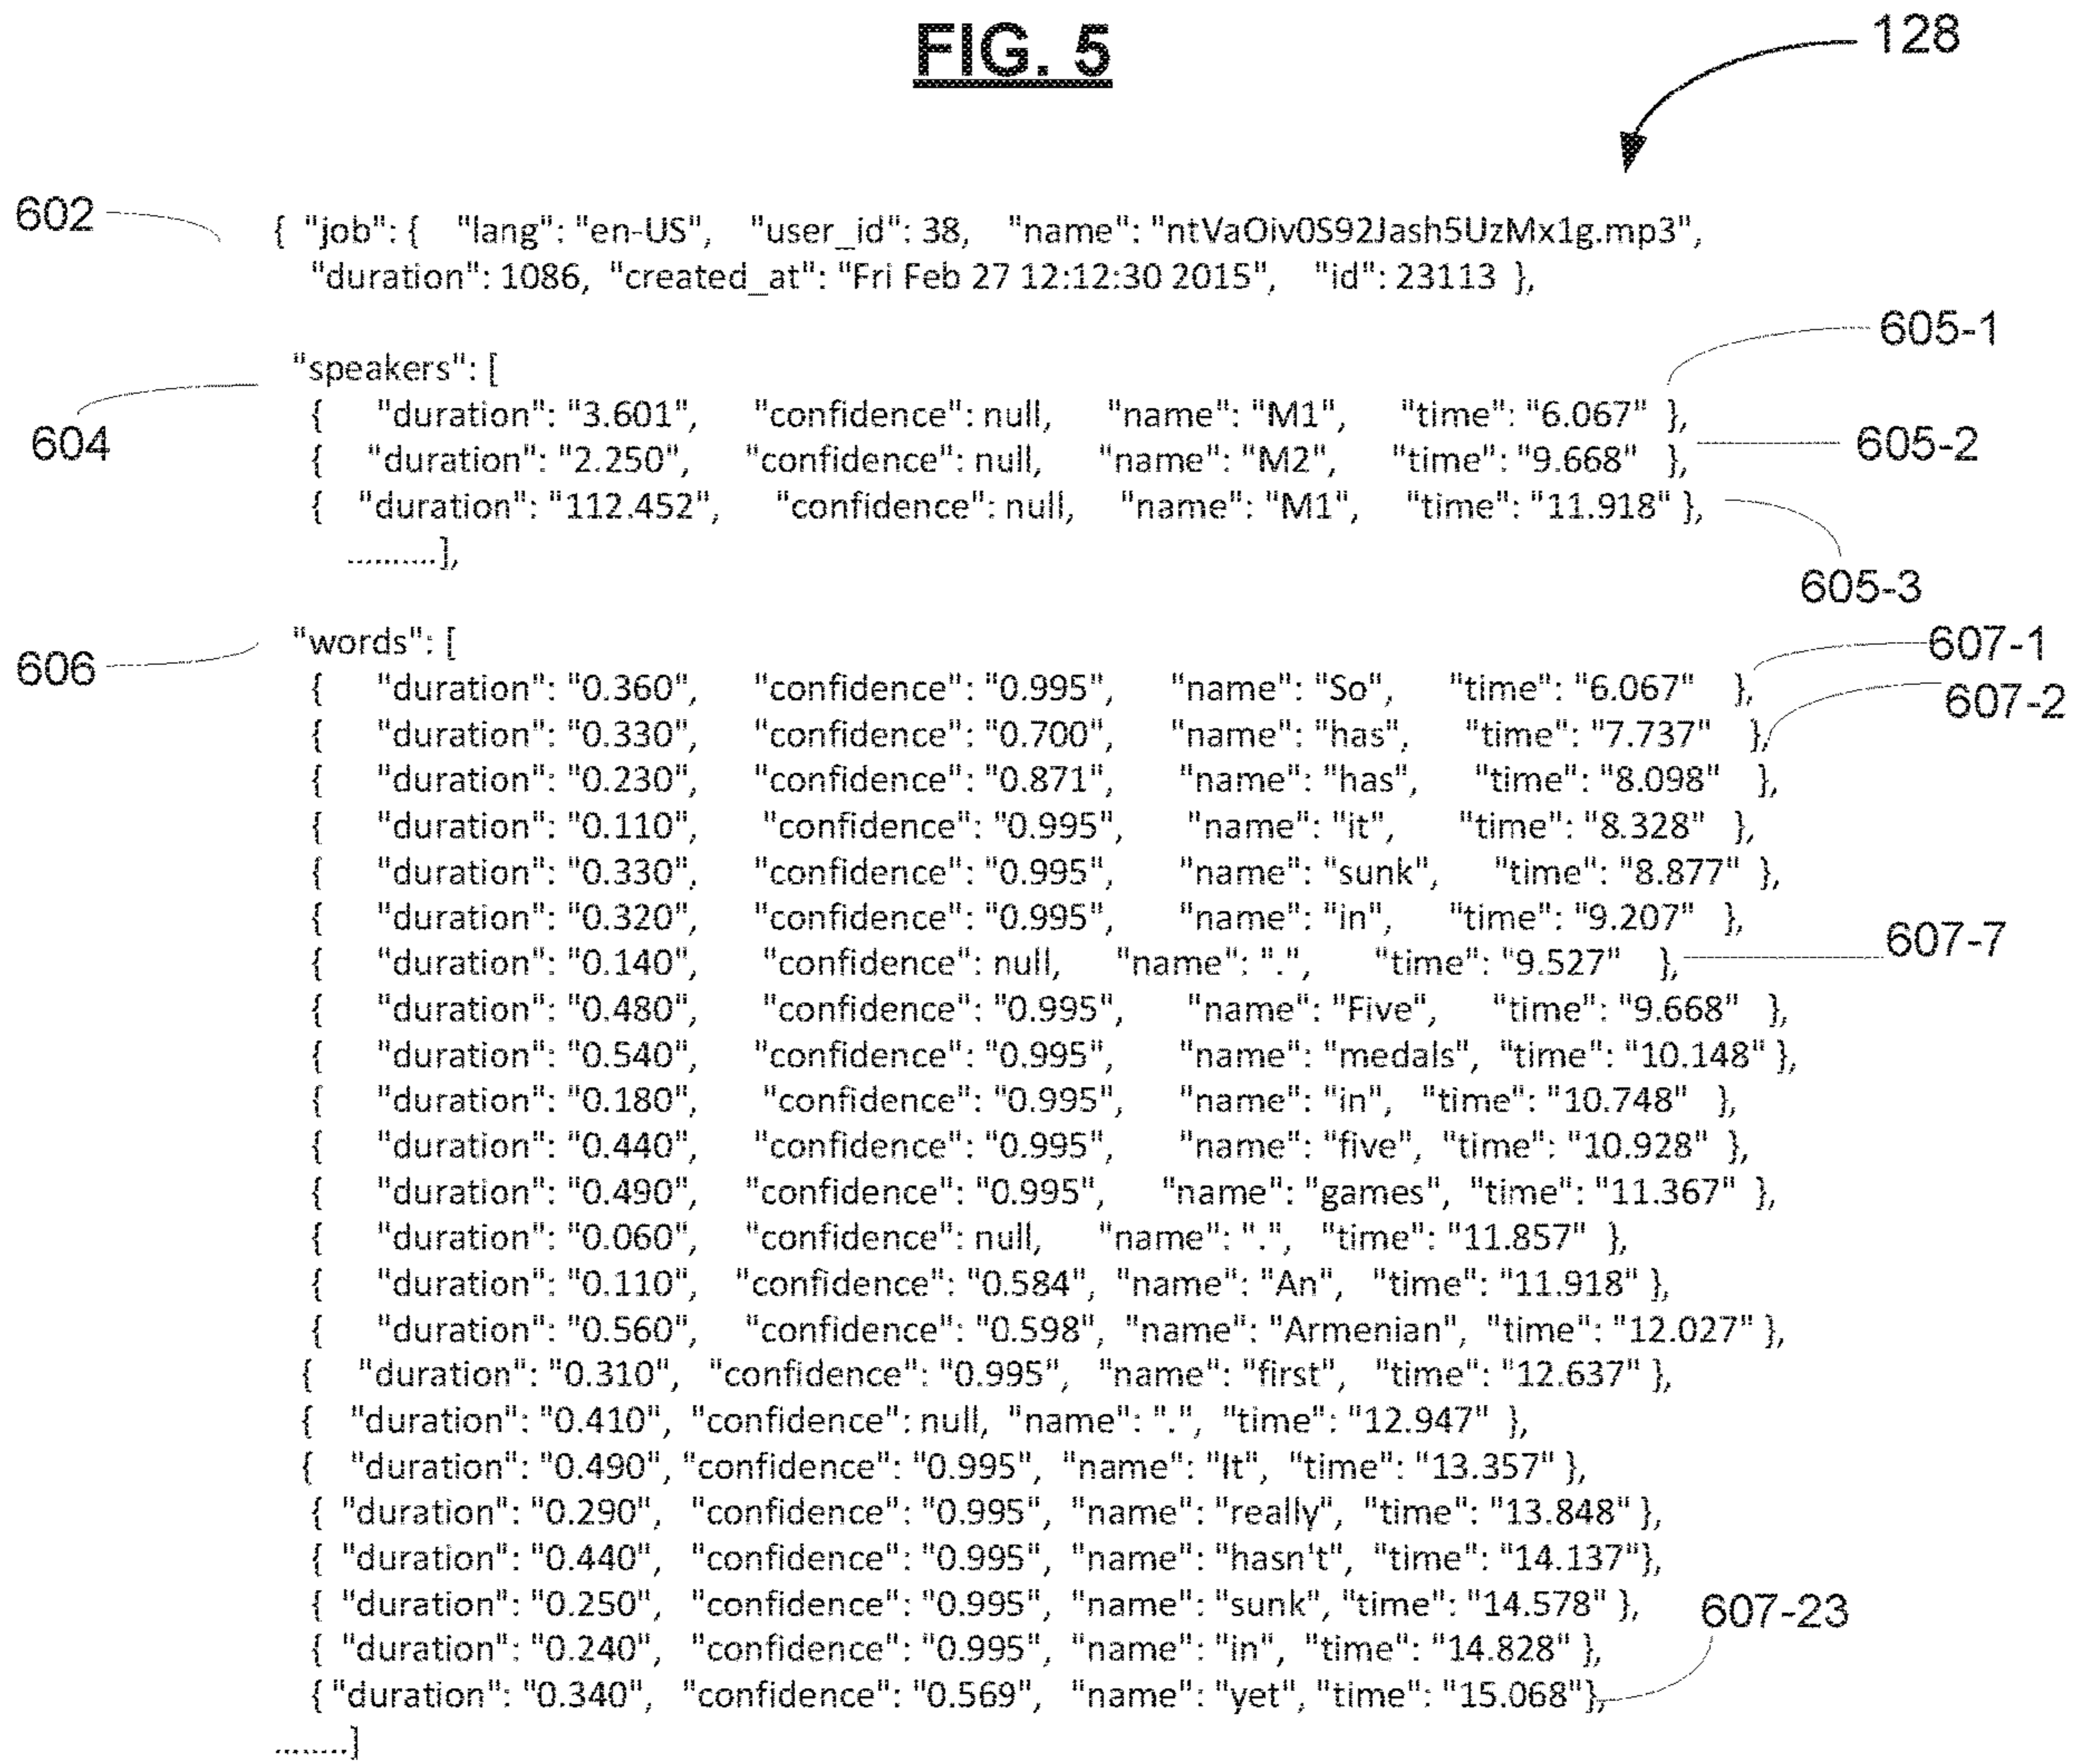 FIG. 5
128
602
{ "job": { "lang": "en-US", "user_id": 38, "name": "ntVaOiv0S92Jash5UzMx1g.mp3",
"duration": 1086, "created_at": "Fri Feb 27 12:12:30 2015", "id": 23113 },
605-1
"speakers": [
604
{ "duration": "3.601", "confidence": null, "name": "M1", "time": "6.067" },
{ "duration": "2.250", "confidence": null, "name": "M2", "time": "9.668" },
605-2
{ "duration": "112.452", "confidence": null, "name": "M1", "time": "11.918" },
..........],
605-3
606
"words": [
607-1
{ "duration": "0.360", "confidence": "0.995", "name": "So", "time": "6.067" },
607-2
{ "duration": "0.330", "confidence": "0.700", "name": "has", "time": "7.737" },
{ "duration": "0.230", "confidence": "0.871", "name": "has", "time": "8.098" },
{ "duration": "0.110", "confidence": "0.995", "name": "it", "time": "8.328" },
{ "duration": "0.330", "confidence": "0.995", "name": "sunk", "time": "8.877" },
{ "duration": "0.320", "confidence": "0.995", "name": "in", "time": "9.207" },
607-7
{ "duration": "0.140", "confidence": null, "name": ".", "time": "9.527" },
{ "duration": "0.480", "confidence": "0.995", "name": "Five", "time": "9.668" },
{ "duration": "0.540", "confidence": "0.995", "name": "medals", "time": "10.148" },
{ "duration": "0.180", "confidence": "0.995", "name": "in", "time": "10.748" },
{ "duration": "0.440", "confidence": "0.995", "name": "five", "time": "10.928" },
{ "duration": "0.490", "confidence": "0.995", "name": "games", "time": "11.367" },
{ "duration": "0.060", "confidence": null, "name": ".", "time": "11.857" },
{ "duration": "0.110", "confidence": "0.584", "name": "An", "time": "11.918" },
{ "duration": "0.560", "confidence": "0.598", "name": "Armenian", "time": "12.027" },
{ "duration": "0.310", "confidence": "0.995", "name": "first", "time": "12.637" },
{ "duration": "0.410", "confidence": null, "name": ".", "time": "12.947" },
{ "duration": "0.490", "confidence": "0.995", "name": "It", "time": "13.357" },
{ "duration": "0.290", "confidence": "0.995", "name": "really", "time": "13.848" },
{ "duration": "0.440", "confidence": "0.995", "name": "hasn't", "time": "14.137"},
{ "duration": "0.250", "confidence": "0.995", "name": "sunk", "time": "14.578" },
607-23
{ "duration": "0.240", "confidence": "0.995", "name": "in", "time": "14.828" },
{ "duration": "0.340", "confidence": "0.569", "name": "yet", "time": "15.068"},
........]